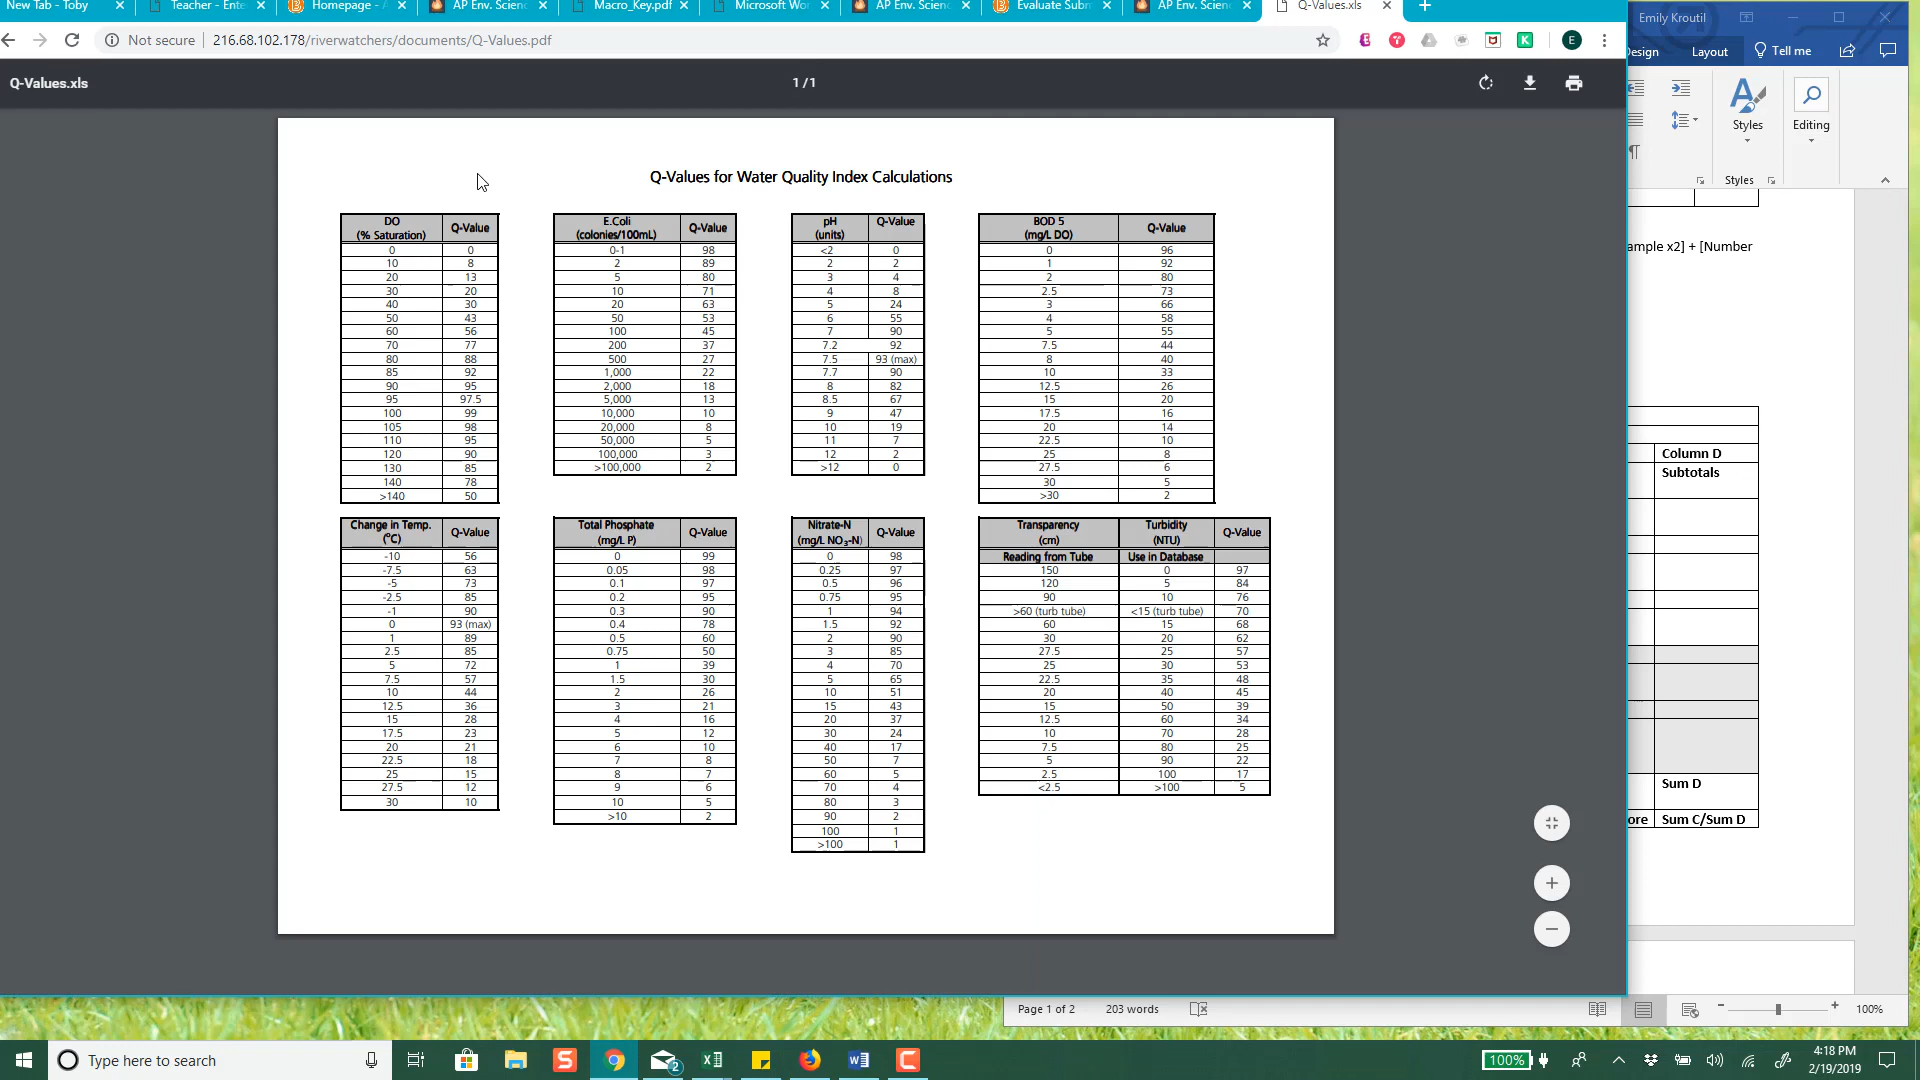 New Tab - Toby
Teacher - Ente
Homepage - A
AP Env. Scienc
Macro_Key.pdf
Microsoft Wor
AP Env. Scienc
Evaluate Subm
AP Env. Scienc
Q-Values.xls
Emily Kroutil
Not secure
216.68.102.178/riverwatchers/documents/Q-Values.pdf
Design
Layout
Tell me
Q-Values.xls
1 / 1
Styles
Editing
Styles
Q-Values for Water Quality Index Calculations
DO (% Saturation) Q-Value
0 0
10 8
20 13
30 20
40 30
50 43
60 56
70 77
80 88
85 92
90 95
95 97.5
100 99
105 98
110 95
120 90
130 85
140 78
>140 50
E.Coli (colonies/100mL) Q-Value
0-1 98
2 89
5 80
10 71
20 63
50 53
100 45
200 37
500 27
1,000 22
2,000 18
5,000 13
10,000 10
20,000 8
50,000 5
100,000 3
>100,000 2
pH (units) Q-Value
<2 0
2 2
3 4
4 8
5 24
6 55
7 90
7.2 92
7.5 93 (max)
7.7 90
8 82
8.5 67
9 47
10 19
11 7
12 2
>12 0
BOD 5 (mg/L DO) Q-Value
0 96
1 92
2 80
2.5 73
3 66
4 58
5 55
7.5 44
8 40
10 33
12.5 26
15 20
17.5 16
20 14
22.5 10
25 8
27.5 6
30 5
>30 2
Change in Temp. (°C) Q-Value
-10 56
-7.5 63
-5 73
-2.5 85
-1 90
0 93 (max)
1 89
2.5 85
5 72
7.5 57
10 44
12.5 36
15 28
17.5 23
20 21
22.5 18
25 15
27.5 12
30 10
Total Phosphate (mg/L P) Q-Value
0 99
0.05 98
0.1 97
0.2 95
0.3 90
0.4 78
0.5 60
0.75 50
1 39
1.5 30
2 26
3 21
4 16
5 12
6 10
7 8
8 7
9 6
10 5
>10 2
Nitrate-N (mg/L NO3-N) Q-Value
0 98
0.25 97
0.5 96
0.75 95
1 94
1.5 92
2 90
3 85
4 70
5 65
10 51
15 43
20 37
30 24
40 17
50 7
60 5
70 4
80 3
90 2
100 1
>100 1
Transparency (cm) Turbidity (NTU) Q-Value
Reading from Tube Use in Database
150 0 97
120 5 84
90 10 76
>60 (turb tube) <15 (turb tube) 70
60 15 68
30 20 62
27.5 25 57
25 30 53
22.5 35 48
20 40 45
15 50 39
12.5 60 34
10 70 28
7.5 80 25
5 90 22
2.5 100 17
<2.5 >100 5
ample x2] + [Number
Column D
Subtotals
Sum D
ore Sum C/Sum D
Page 1 of 2
203 words
100%
Type here to search
2
100%
4:18 PM
2/19/2019